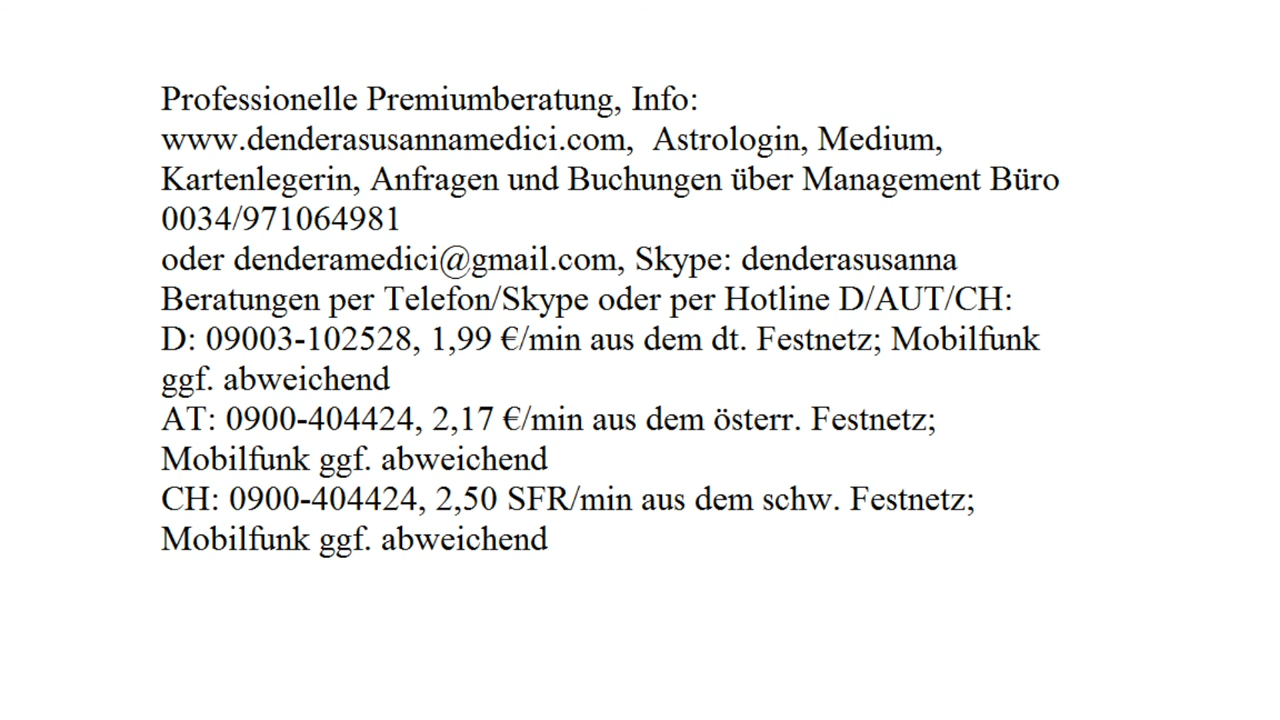 Professionelle Premiumberatung, Info:
www.denderasusannamedici.com,  Astrologin, Medium,
Kartenlegerin, Anfragen und Buchungen über Management Büro
0034/971064981
oder denderamedici@gmail.com, Skype: denderasusanna
Beratungen per Telefon/Skype oder per Hotline D/AUT/CH:
D: 09003-102528, 1,99 €/min aus dem dt. Festnetz; Mobilfunk
ggf. abweichend
AT: 0900-404424, 2,17 €/min aus dem österr. Festnetz;
Mobilfunk ggf. abweichend
CH: 0900-404424, 2,50 SFR/min aus dem schw. Festnetz;
Mobilfunk ggf. abweichend